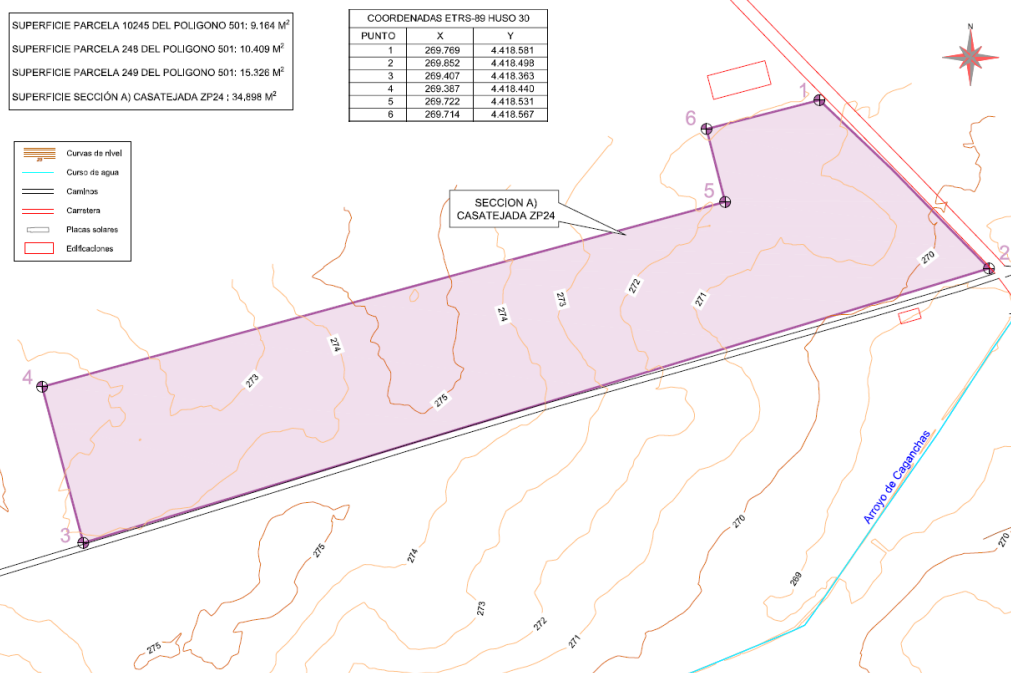 SUPERFICIE PARCELA 10245 DEL POLIGONO 501: 9.164 M²
SUPERFICIE PARCELA 248 DEL POLIGONO 501: 10.409 M²
SUPERFICIE PARCELA 249 DEL POLIGONO 501: 15.326 M²
SUPERFICIE SECCIÓN A) CASATEJADA ZP24 : 34,898 M²
COORDENADAS ETRS-89 HUSO 30
PUNTO X Y
1 269.769 4.418.581
2 269.852 4.418.498
3 269.407 4.418.363
4 269.387 4.418.440
5 269.722 4.418.531
6 269.714 4.418.567
N
Curvas de nivel
Curso de agua
Caminos
Carretera
Placas solares
Edificaciones
1
6
5
SECCION A)
CASATEJADA ZP24
2
270
272
271
273
274
274
4
273
275
3
Arroyo de Caganchas
270
270
275
274
269
273
272
271
275